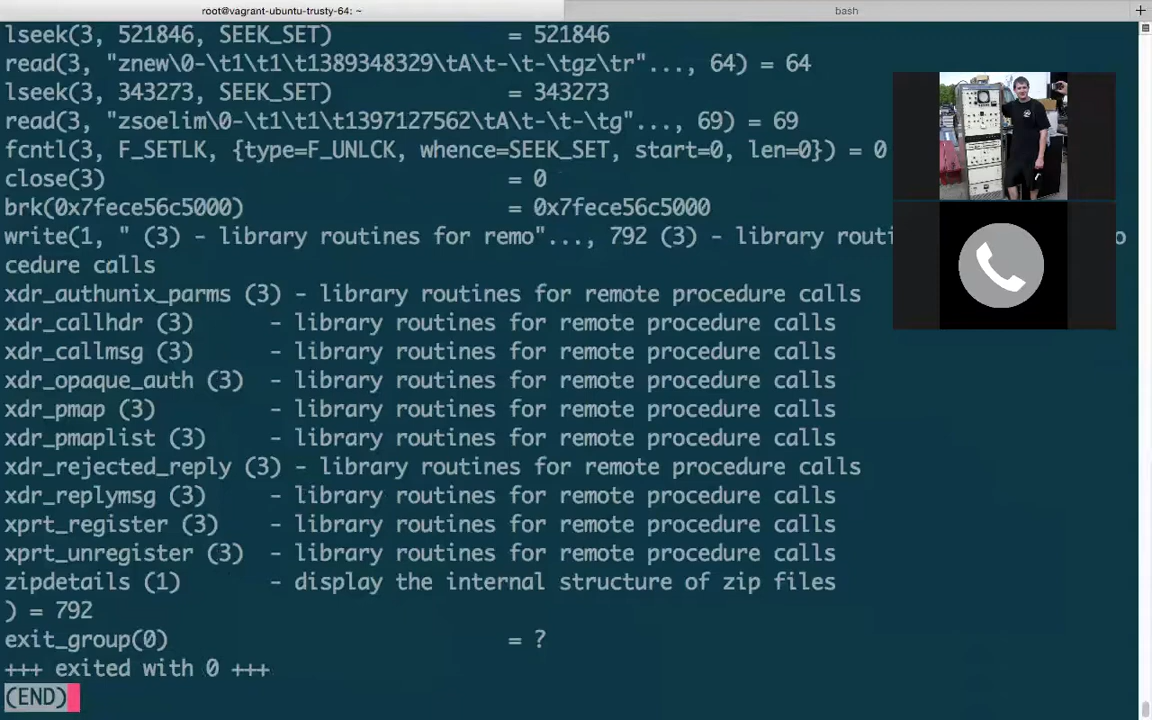 root@vagrant-ubuntu-trusty-64: ~
bash
lseek(3, 521846, SEEK_SET) = 521846
read(3, "znew\0-\t1\t1\t1389348329\tA\t-\t-\tgz\tr"..., 64) = 64
lseek(3, 343273, SEEK_SET) = 343273
read(3, "zsoelim\0-\t1\t1\t1397127562\tA\t-\t-\tg"..., 69) = 69
fcntl(3, F_SETLK, {type=F_UNLCK, whence=SEEK_SET, start=0, len=0}) = 0
close(3) = 0
brk(0x7fece56c5000) = 0x7fece56c5000
write(1, " (3) - library routines for remo"..., 792 (3) - library routi o
cedure calls
xdr_authunix_parms (3) - library routines for remote procedure calls
xdr_callhdr (3) - library routines for remote procedure calls
xdr_callmsg (3) - library routines for remote procedure calls
xdr_opaque_auth (3) - library routines for remote procedure calls
xdr_pmap (3) - library routines for remote procedure calls
xdr_pmaplist (3) - library routines for remote procedure calls
xdr_rejected_reply (3) - library routines for remote procedure calls
xdr_replymsg (3) - library routines for remote procedure calls
xprt_register (3) - library routines for remote procedure calls
xprt_unregister (3) - library routines for remote procedure calls
zipdetails (1) - display the internal structure of zip files
) = 792
exit_group(0) = ?
+++ exited with 0 +++
(END)